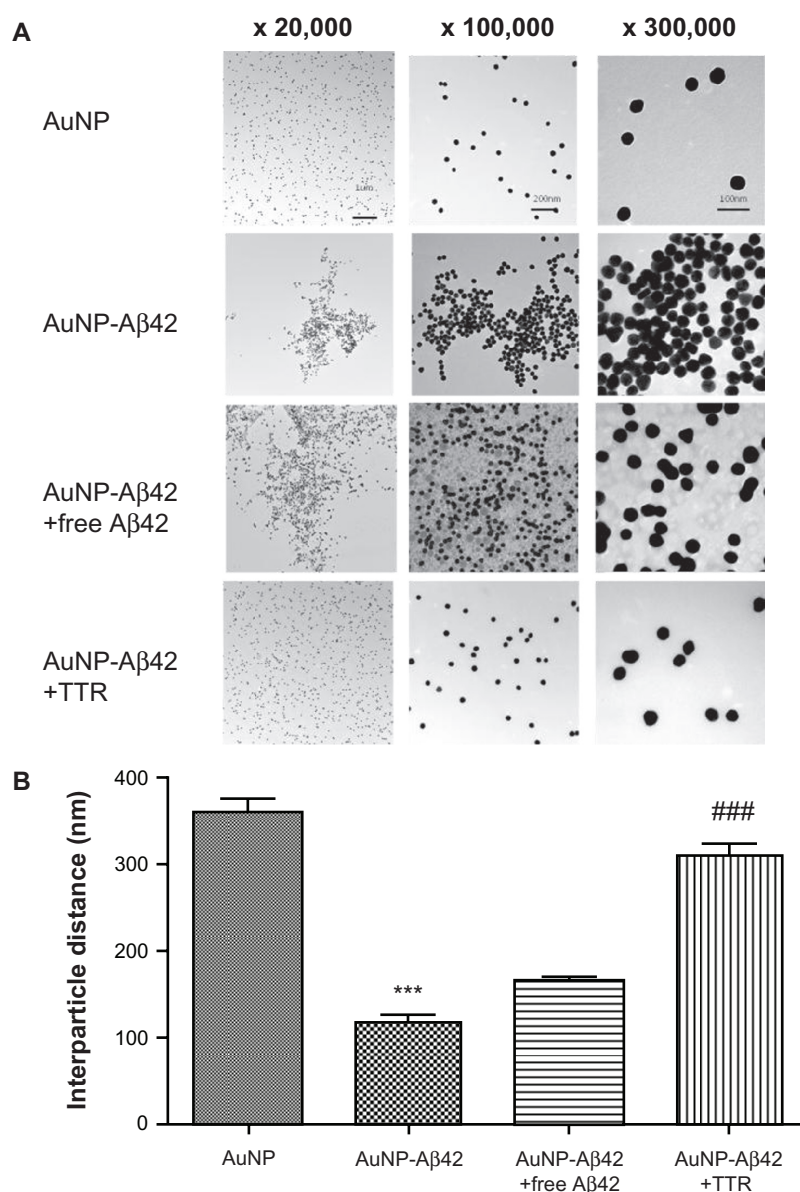 A
x 20,000
x 100,000
x 300,000
AuNP
1um
200nm
100nm
AuNP-Aβ42
AuNP-Aβ42
+free Aβ42
AuNP-Aβ42
+TTR
B
Interparticle distance (nm)
400
300
200
100
0
***
###
AuNP
AuNP-Aβ42
AuNP-Aβ42
+free Aβ42
AuNP-Aβ42
+TTR